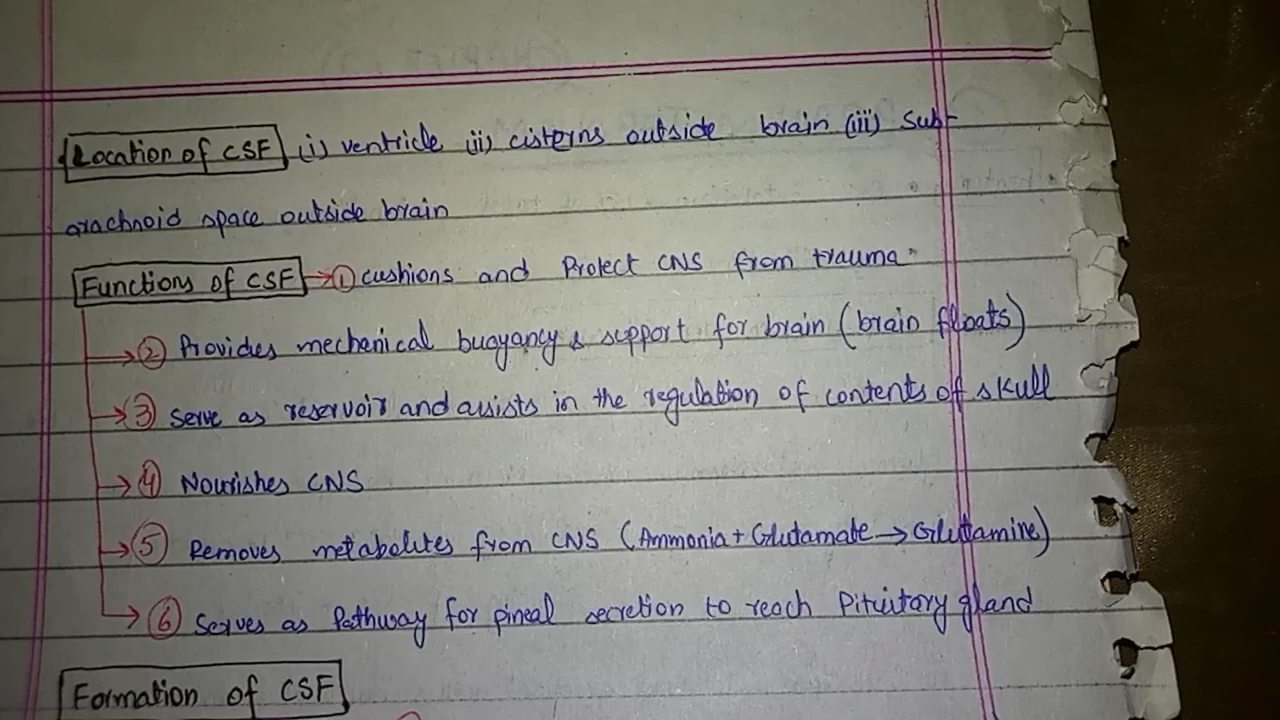 Location of CSF (i) ventricle (ii) cisterns outside brain (iii) Sub-
arachnoid space outside brain
Functions of CSF → ① cushions and Protect CNS from trauma.
→ ② Provides mechanical buoyancy & support for brain (brain floats)
→ ③ Serve as reservoir and assists in the regulation of contents of skull
→ ④ Nourishes CNS
→ ⑤ Removes metabolites from CNS (Ammonia + Glutamate → Glutamine)
→ ⑥ Serves as Pathway for pineal secretion to reach Pituitary gland
Formation of CSF